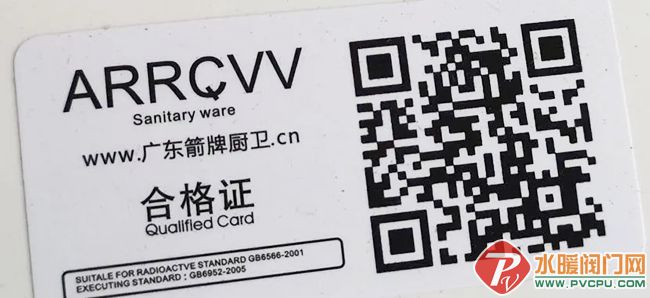 ARRQVV
Sanitary ware
www.广东箭牌厨卫.cn
合格证
Qualified Card
SUITALE FOR RADIOACTVE STANDARD GB6566-2001
EXECUTING STANDARD : GB6952-2005
水暖阀门网
WWW.PVCPU.COM